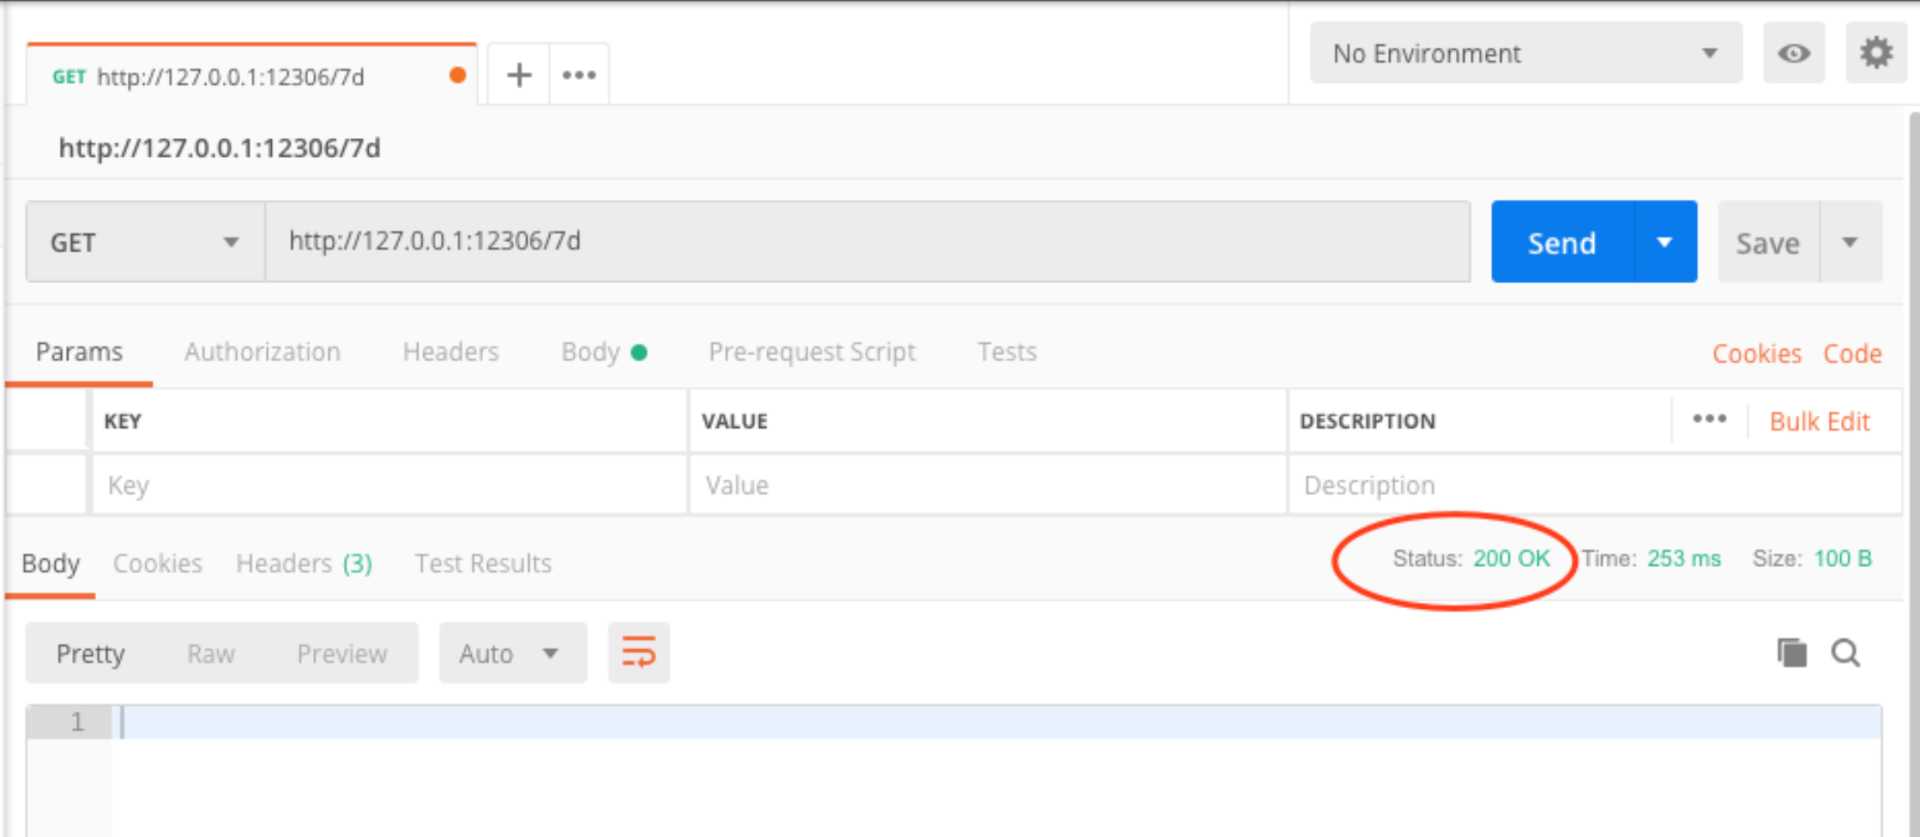 GET http://127.0.0.1:12306/7d
No Environment
http://127.0.0.1:12306/7d
GET http://127.0.0.1:12306/7d Send Save
Params Authorization Headers Body Pre-request Script Tests Cookies Code
KEY VALUE DESCRIPTION Bulk Edit
Key Value Description
Body Cookies Headers (3) Test Results Status: 200 OK Time: 253 ms Size: 100 B
Pretty Raw Preview Auto
1